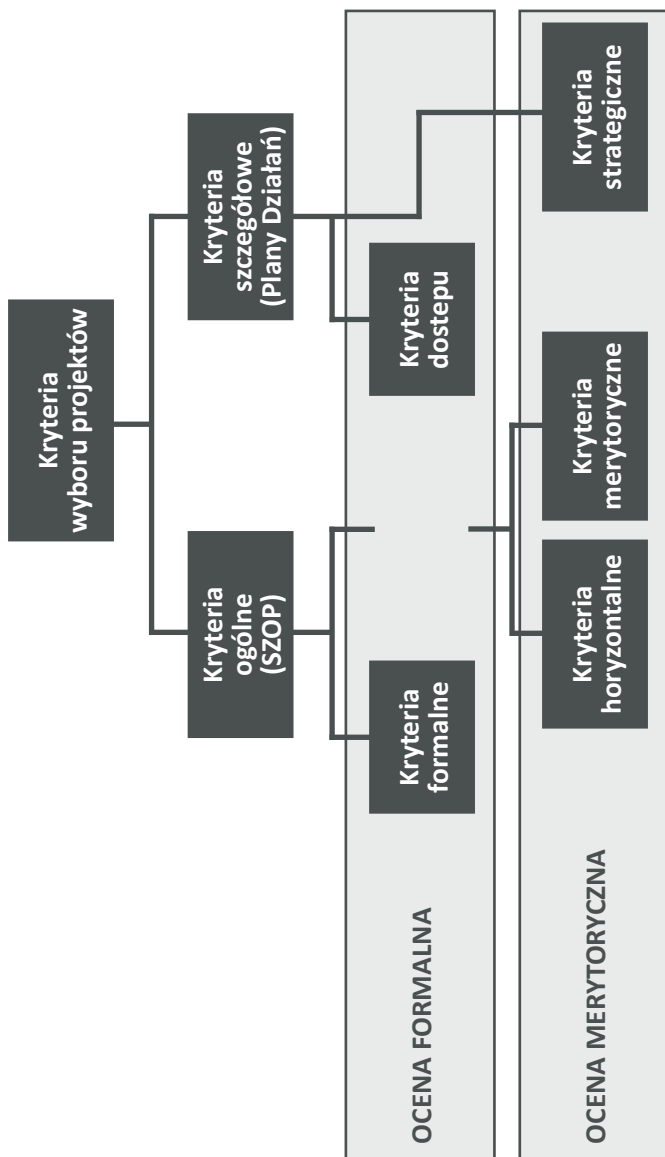 Kryteria
wyboru projektów
Kryteria
ogólne
(SZOP)
Kryteria
szczegółowe
(Plany Działań)
OCENA FORMALNA
Kryteria
formalne
Kryteria
dostepu
OCENA MERYTORYCZNA
Kryteria
horyzontalne
Kryteria
merytoryczne
Kryteria
strategiczne